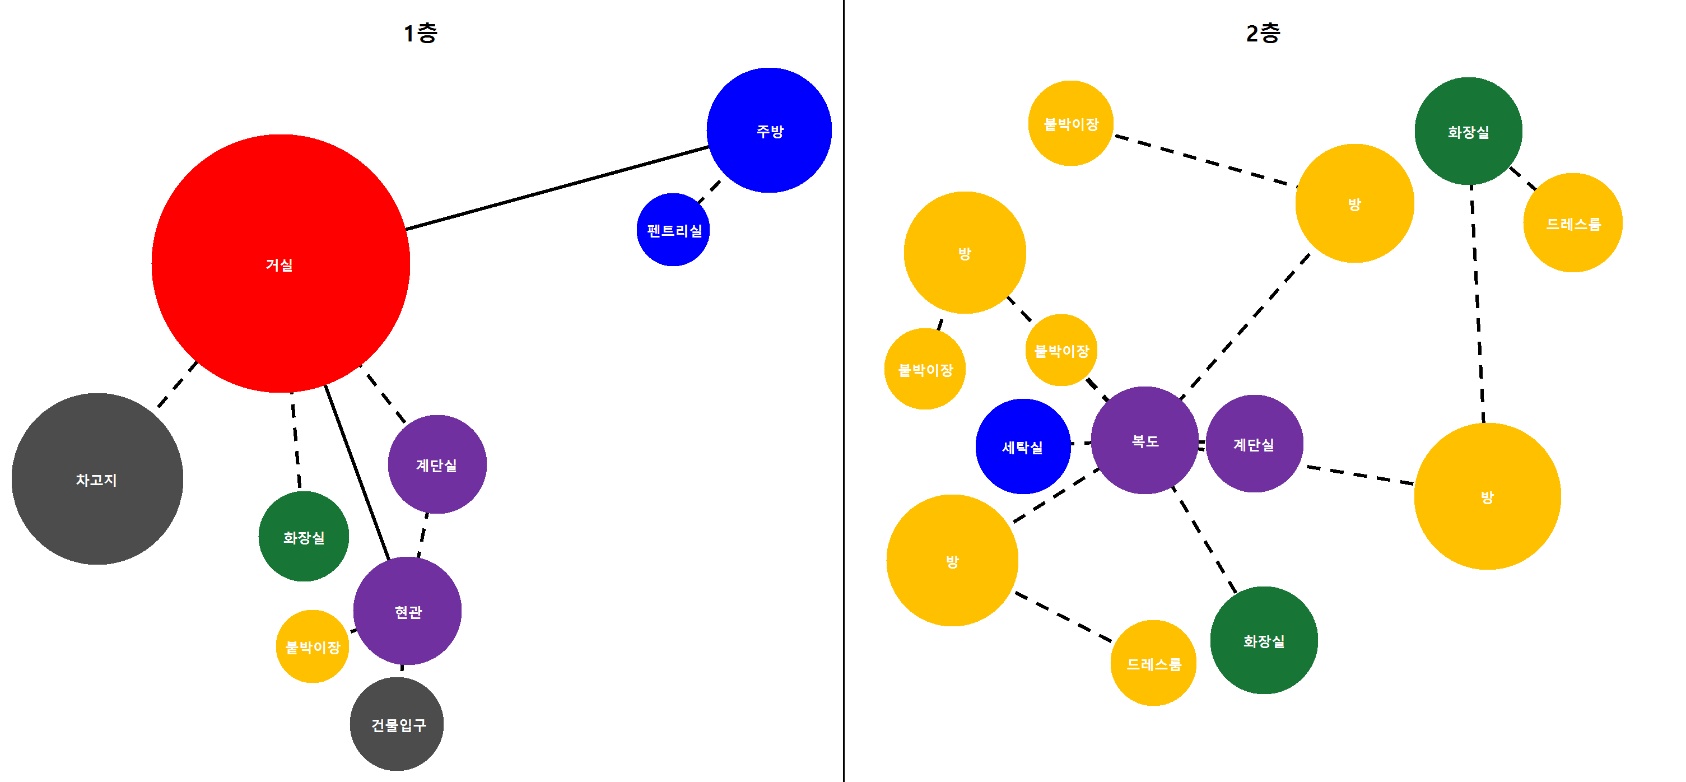 1층
주방
펜트리실
거실
계단실
차고지
화장실
현관
붙박이장
건물입구
2층
붙박이장
화장실
방
드레스룸
방
붙박이장
붙박이장
복도
계단실
세탁실
방
방
화장실
드레스룸